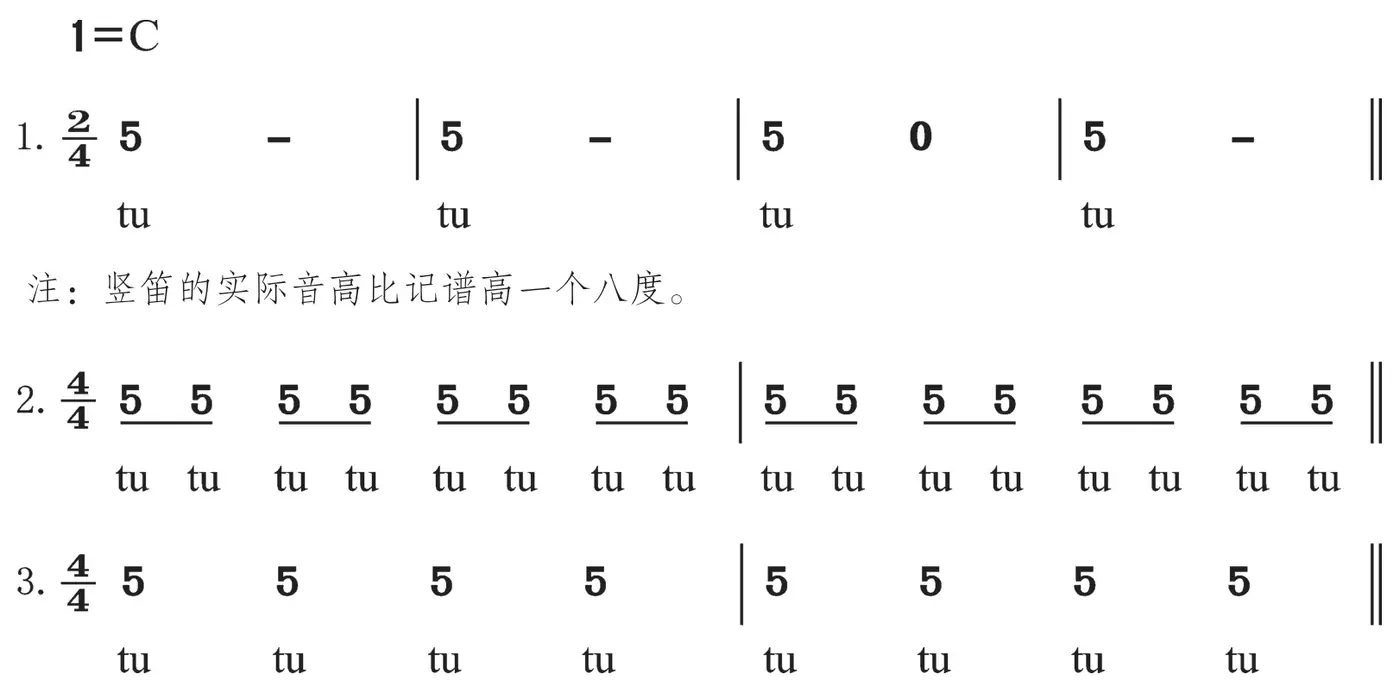 1=C
1. 2/4 5 – | 5 – | 5 0 | 5 – ‖
tu tu tu tu
注：竖笛的实际音高比记谱高一个八度。
2. 4/4 5 5 5 5 5 5 5 5 | 5 5 5 5 5 5 5 5 ‖
tu tu tu tu tu tu tu tu tu tu tu tu tu tu tu tu
3. 4/4 5 5 5 5 | 5 5 5 5 ‖
tu tu tu tu tu tu tu tu